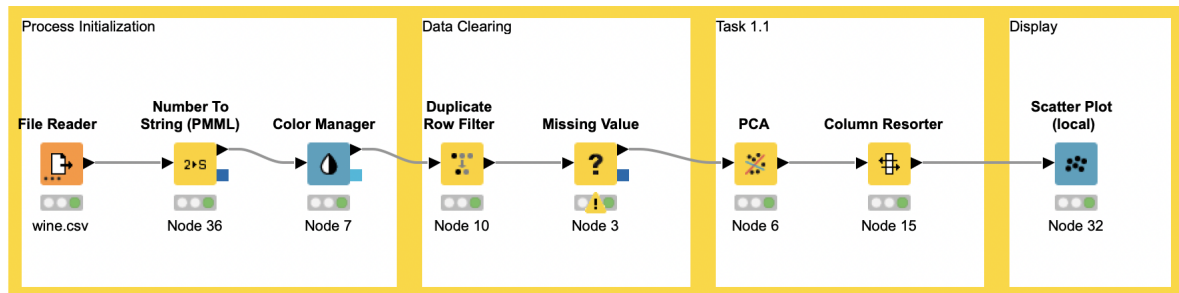 Process Initialization
Data Clearing
Task 1.1
Display
File Reader
Number To
String (PMML)
Color Manager
Duplicate
Row Filter
Missing Value
PCA
Column Resorter
Scatter Plot
(local)
2▸S
?
!
wine.csv
Node 36
Node 7
Node 10
Node 3
Node 6
Node 15
Node 32